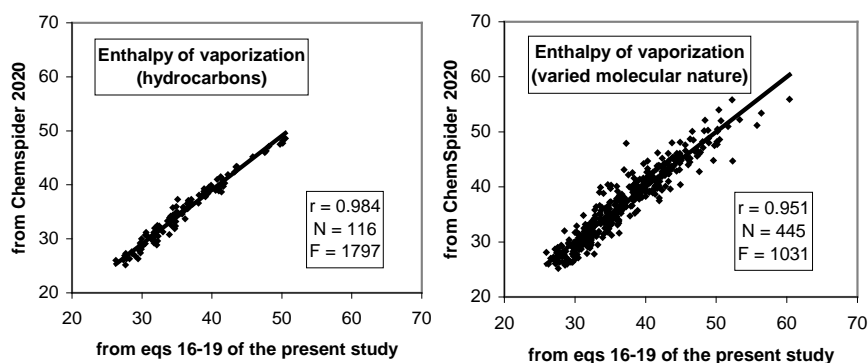 70
60
50
40
30
20
from Chemspider 2020
Enthalpy of vaporization
(hydrocarbons)
r = 0.984
N = 116
F = 1797
20 30 40 50 60 70
from eqs 16-19 of the present study
70
60
50
40
30
20
from ChemSpider 2020
Enthalpy of vaporization
(varied molecular nature)
r = 0.951
N = 445
F = 1031
20 30 40 50 60 70
from eqs 16-19 of the present study